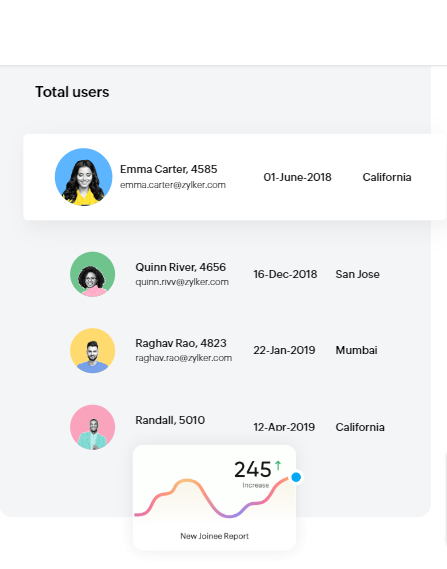 Total users
Emma Carter, 4585
emma.carter@zylker.com
01-June-2018
California
Quinn River, 4656
quinn.rivv@zylker.com
16-Dec-2018
San Jose
Raghav Rao, 4823
raghav.rao@zylker.com
22-Jan-2019
Mumbai
Randall, 5010
12-Apr-2019
California
245↑
Increase
New Joinee Report